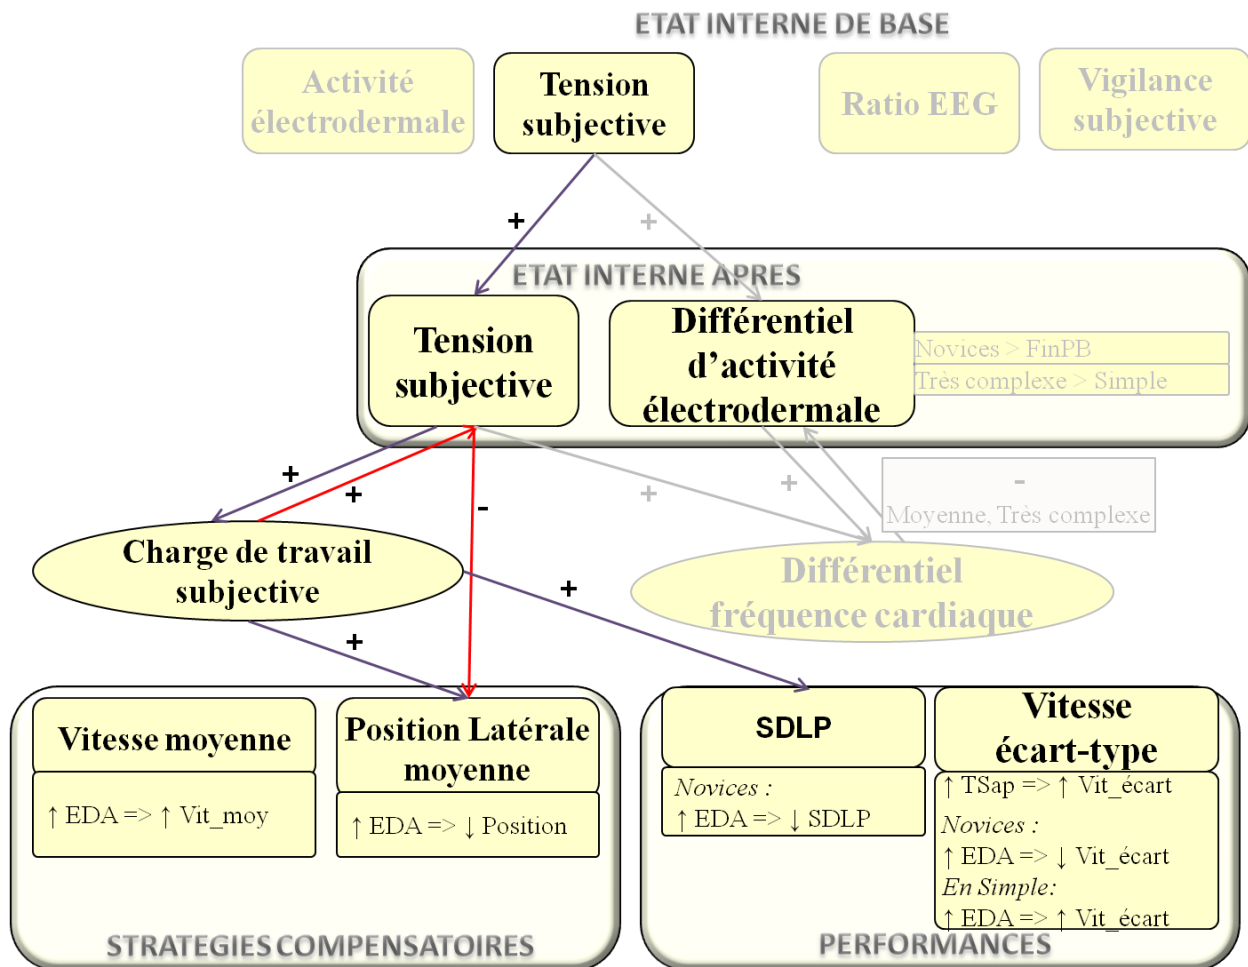 ETAT INTERNE DE BASE
Activité
électrodermale
Tension
subjective
Ratio EEG
Vigilance
subjective
+
+
ETAT INTERNE APRES
Tension
subjective
Différentiel
d’activité
électrodermale
Novices > FinPB
Très complexe > Simple
+
+
-
+
+
-
Moyenne, Très complexe
Charge de travail
subjective
+
+
Différentiel
fréquence cardiaque
Vitesse moyenne
↑ EDA => ↑ Vit_moy
Position Latérale
moyenne
↑ EDA => ↓ Position
STRATEGIES COMPENSATOIRES
SDLP
Novices :
↑ EDA => ↓ SDLP
Vitesse
écart-type
↑ TSap => ↑ Vit_écart
Novices :
↑ EDA => ↓ Vit_écart
En Simple:
↑ EDA => ↑ Vit_écart
PERFORMANCES